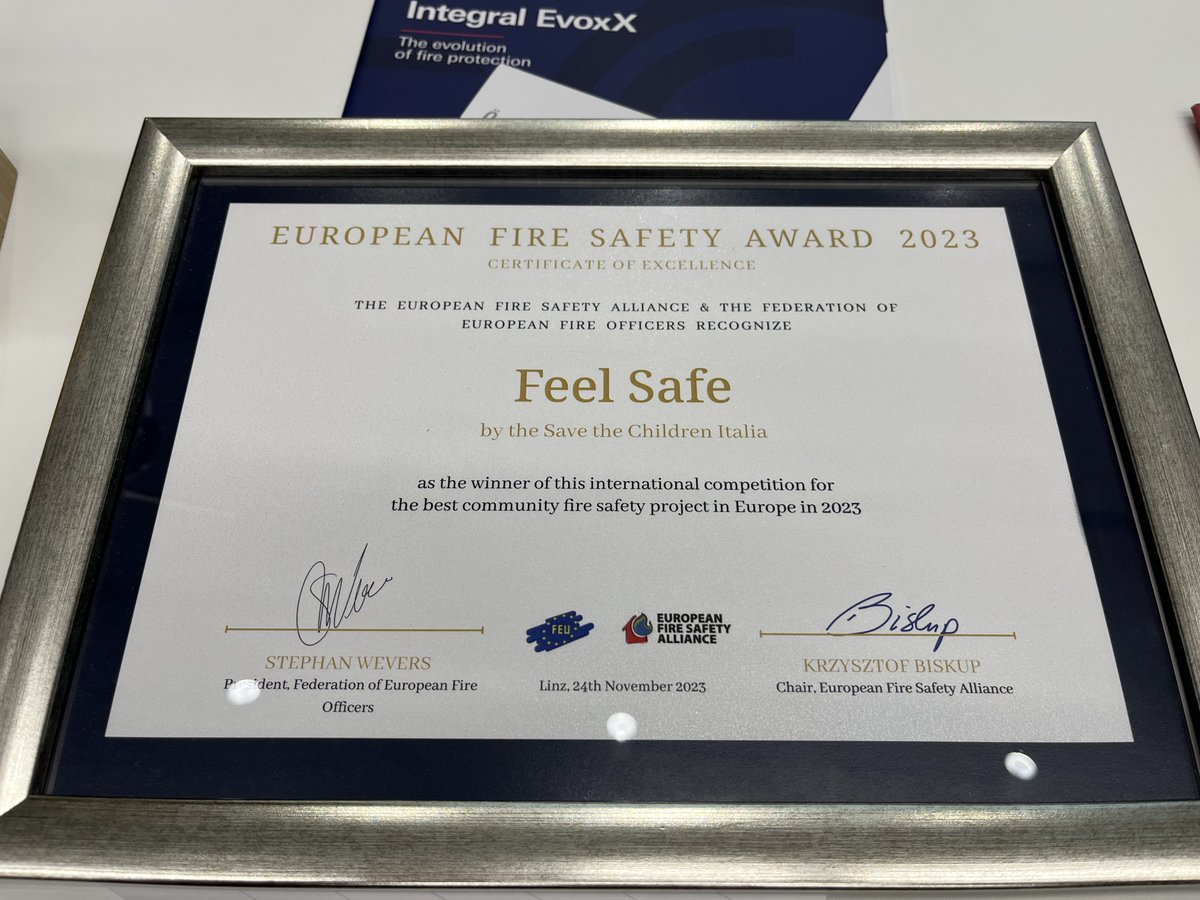 Integral EvoxX
The evolution
of fire protection
Ö
EUROPEAN FIRE SAFETY AWARD 2023
CERTIFICATE OF EXCELLENCE
THE EUROPEAN FIRE SAFETY ALLIANCE & THE FEDERATION OF
EUROPEAN FIRE OFFICERS RECOGNIZE
Feel Safe
by the Save the Children Italia
as the winner of this international competition for
the best community fire safety project in Europe in 2023
Biskup
FEU
EUROPEAN
FIRE SAFETY
ALLIANCE
STEPHAN WEVERS
President, Federation of European Fire
Officers
Linz, 24th November 2023
KRZYSZTOF BISKUP
Chair, European Fire Safety Alliance